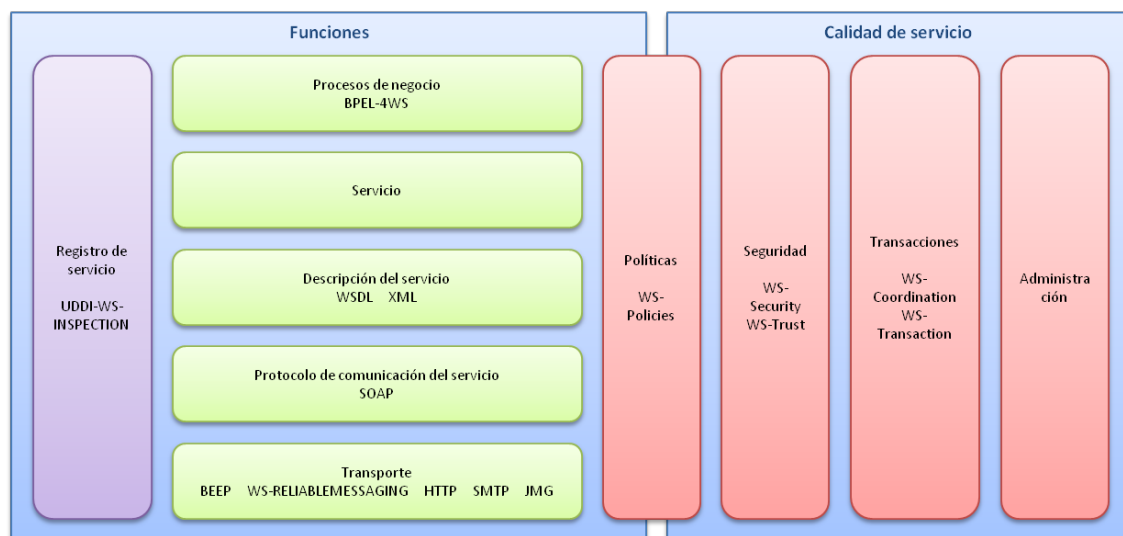 Funciones
Calidad de servicio
Registro de
servicio
UDDI-WS-
INSPECTION
Procesos de negocio
BPEL-4WS
Servicio
Descripción del servicio
WSDL XML
Protocolo de comunicación del servicio
SOAP
Transporte
BEEP WS-RELIABLEMESSAGING HTTP SMTP JMG
Políticas
WS-
Policies
Seguridad
WS-
Security
WS-Trust
Transacciones
WS-
Coordination
WS-
Transaction
Administra
ción